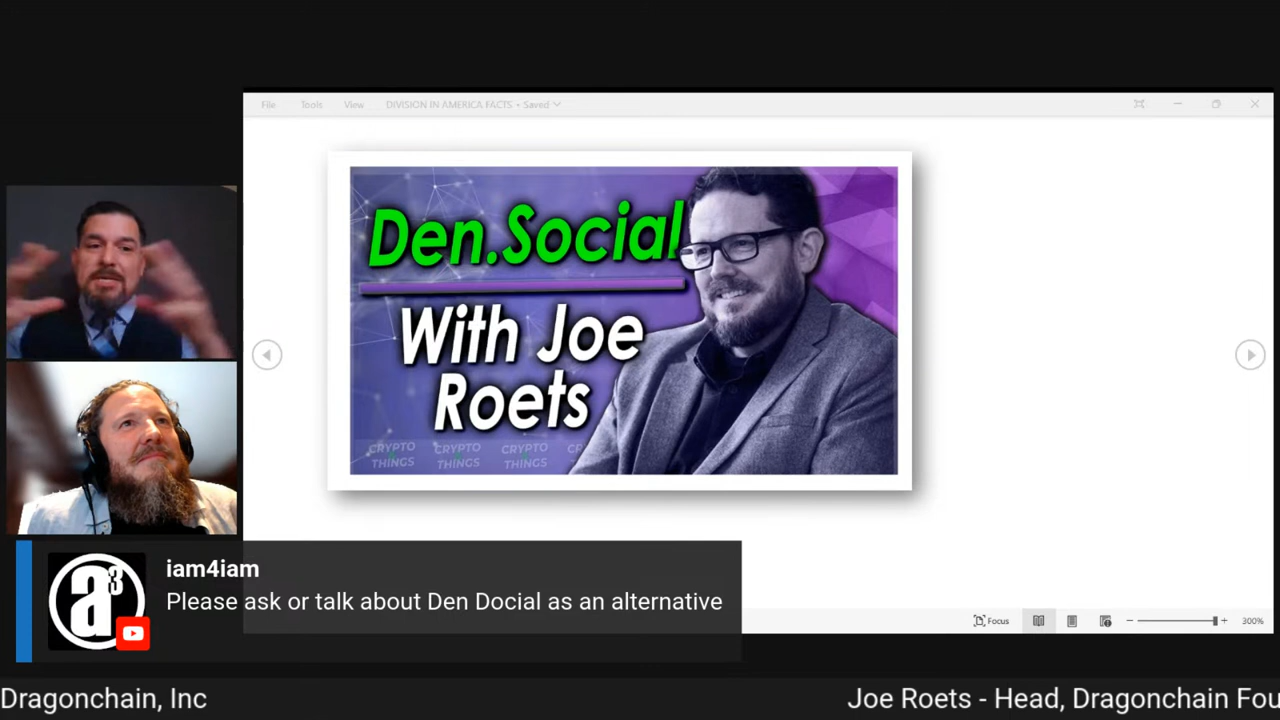 File Tools View DIVISION IN AMERICA FACTS • Saved
Den.Social
With Joe
Roets
CRYPTO CRYPTO CRYPTO
THINGS THINGS THINGS
a3
iam4iam
Please ask or talk about Den Docial as an alternative
Focus
300%
Dragonchain, Inc Joe Roets - Head, Dragonchain Fou